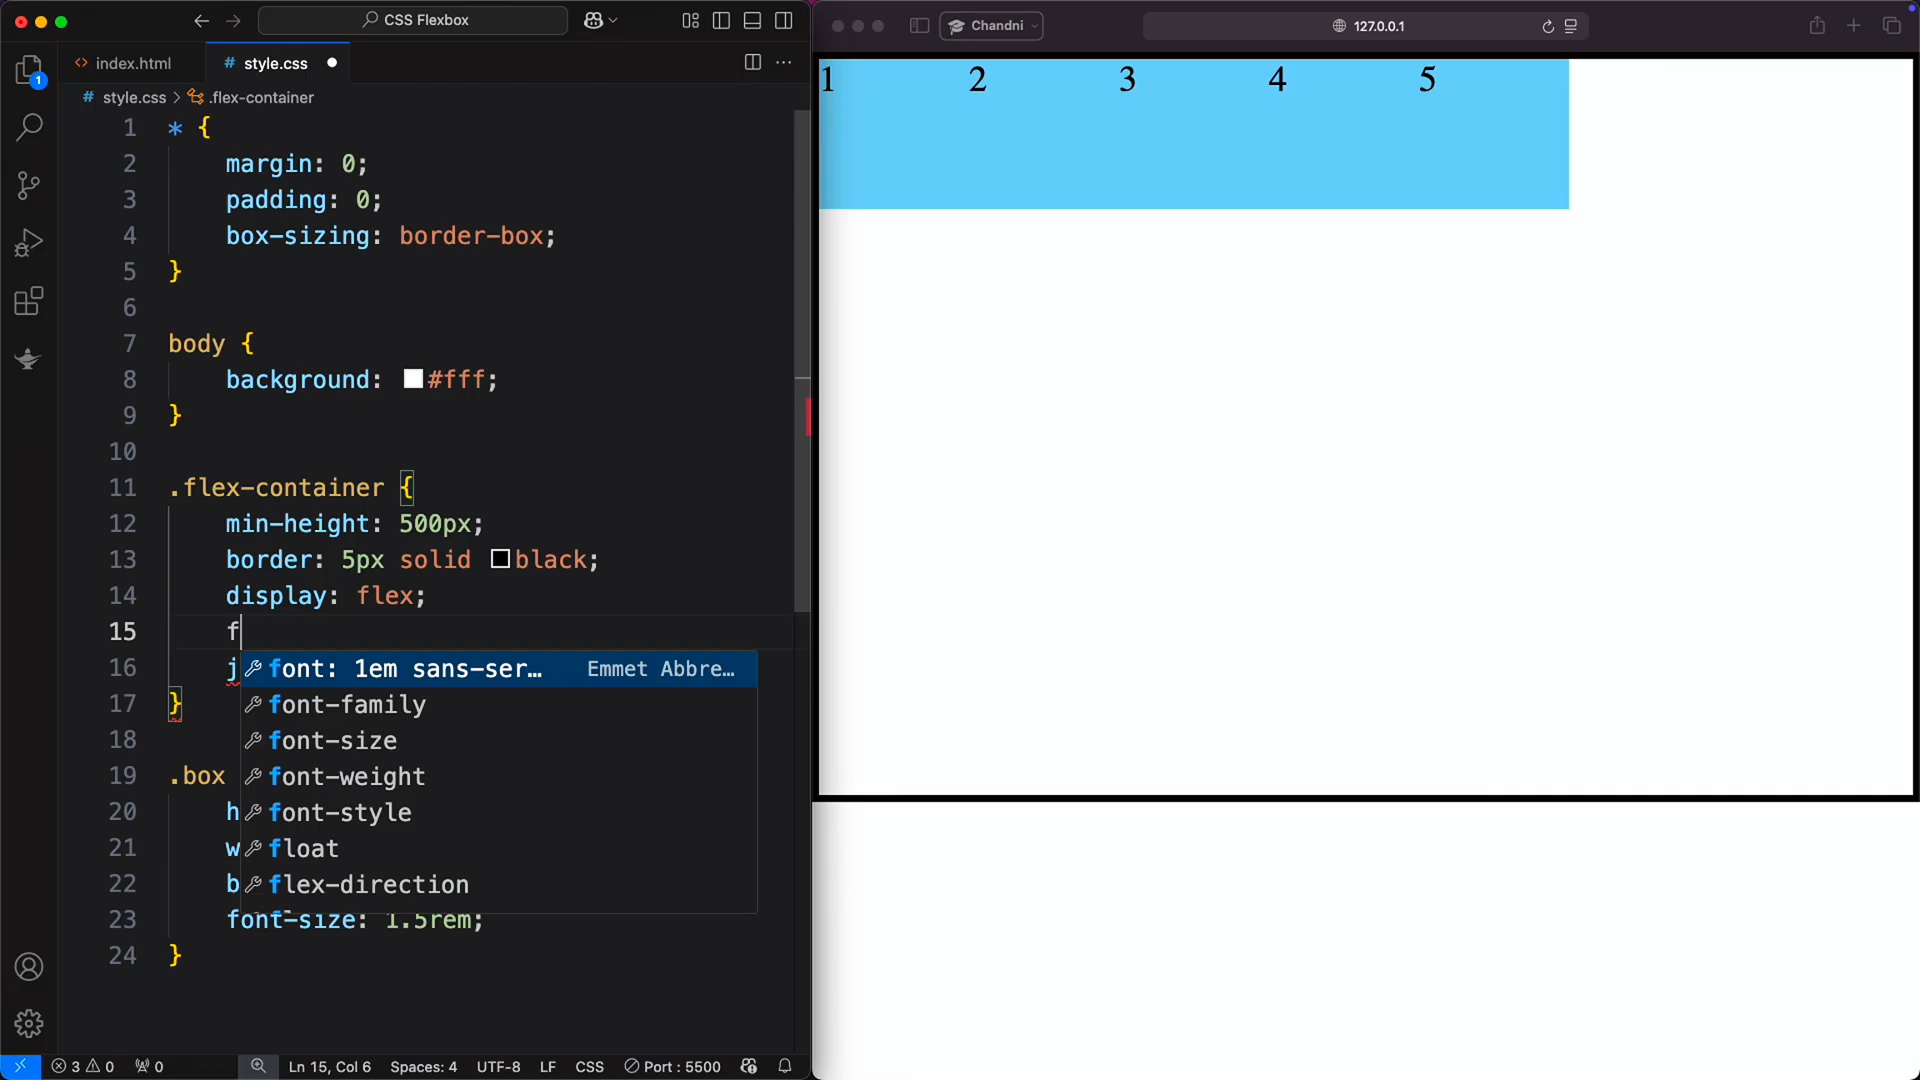 CSS Flexbox
index.html
# style.css
1
# style.css > .flex-container
1 * {
2 margin: 0;
3 padding: 0;
4 box-sizing: border-box;
5 }
6
7 body {
8 background: #fff;
9 }
10
11 .flex-container {
12 min-height: 500px;
13 border: 5px solid black;
14 display: flex;
15 f
16 j
17 }
18
19 .box
20 h
21 w
22 b
23 font-size: 1.5rem;
24 }
font: 1em sans-ser… Emmet Abbre…
font-family
font-size
font-weight
font-style
float
flex-direction
3 0 0
Ln 15, Col 6 Spaces: 4 UTF-8 LF CSS Port : 5500
Chandni
127.0.0.1
1 2 3 4 5